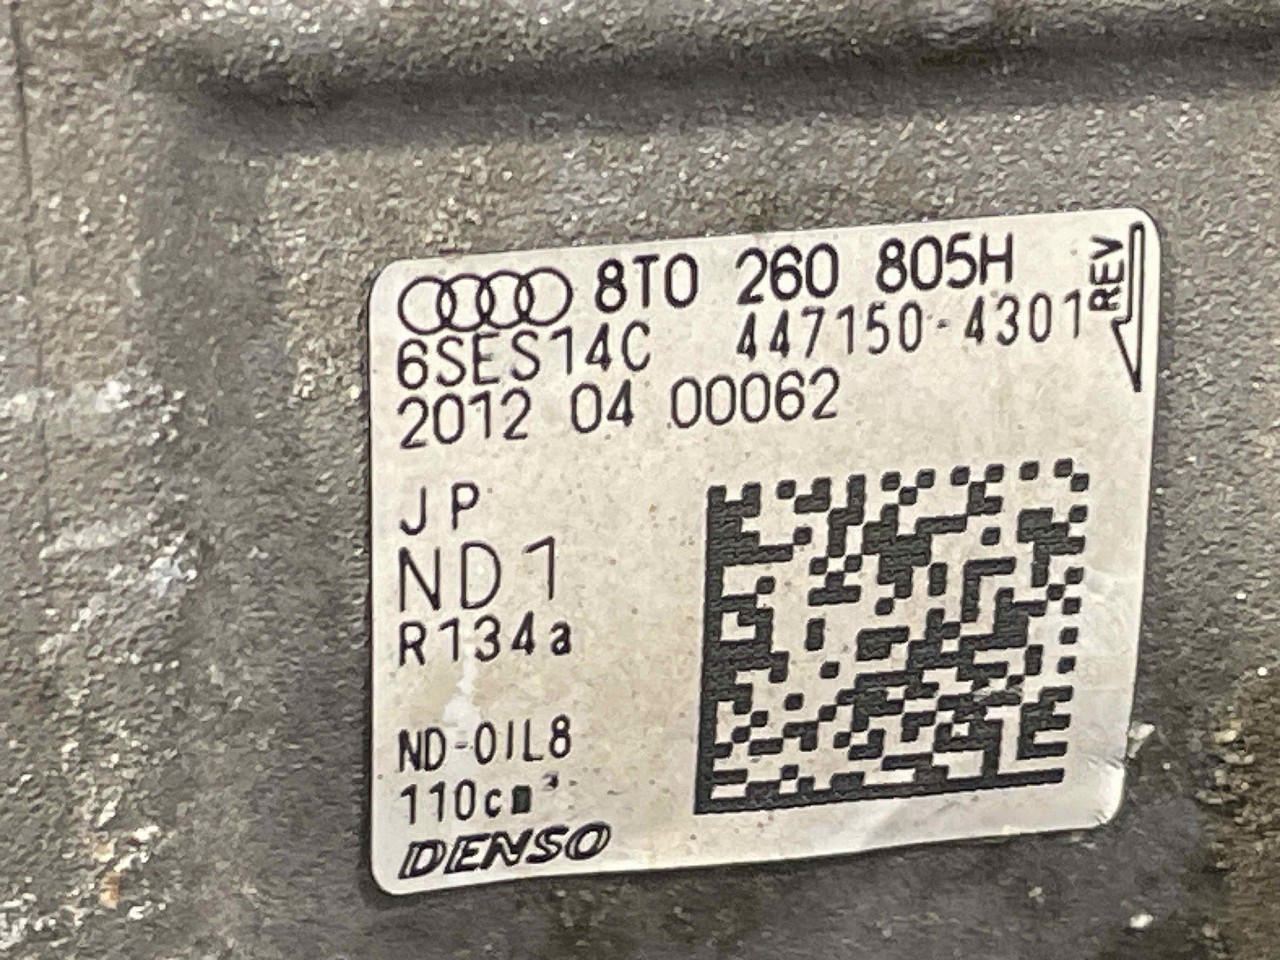 8T0 260 805H
REV
6SES14C 447150-4301
2012 04 00062
JP
ND1
R134a
ND-OIL8
110cm³
DENSO